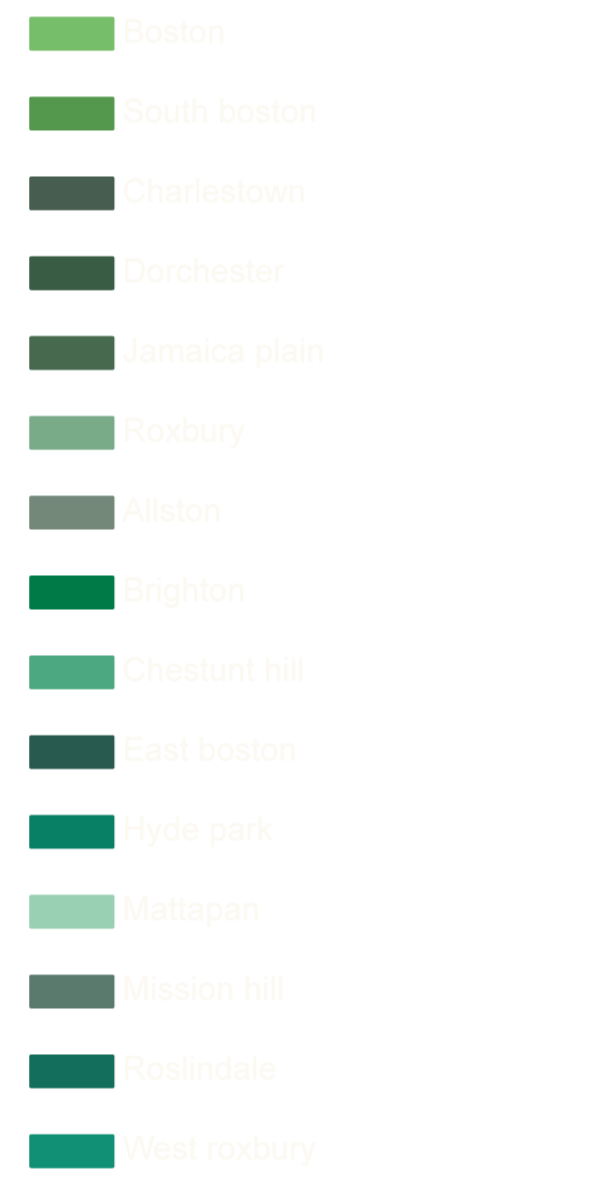 Boston
South boston
Charlestown
Dorchester
Jamaica plain
Roxbury
Allston
Brighton
Chestunt hill
East boston
Hyde park
Mattapan
Mission hill
Roslindale
West roxbury